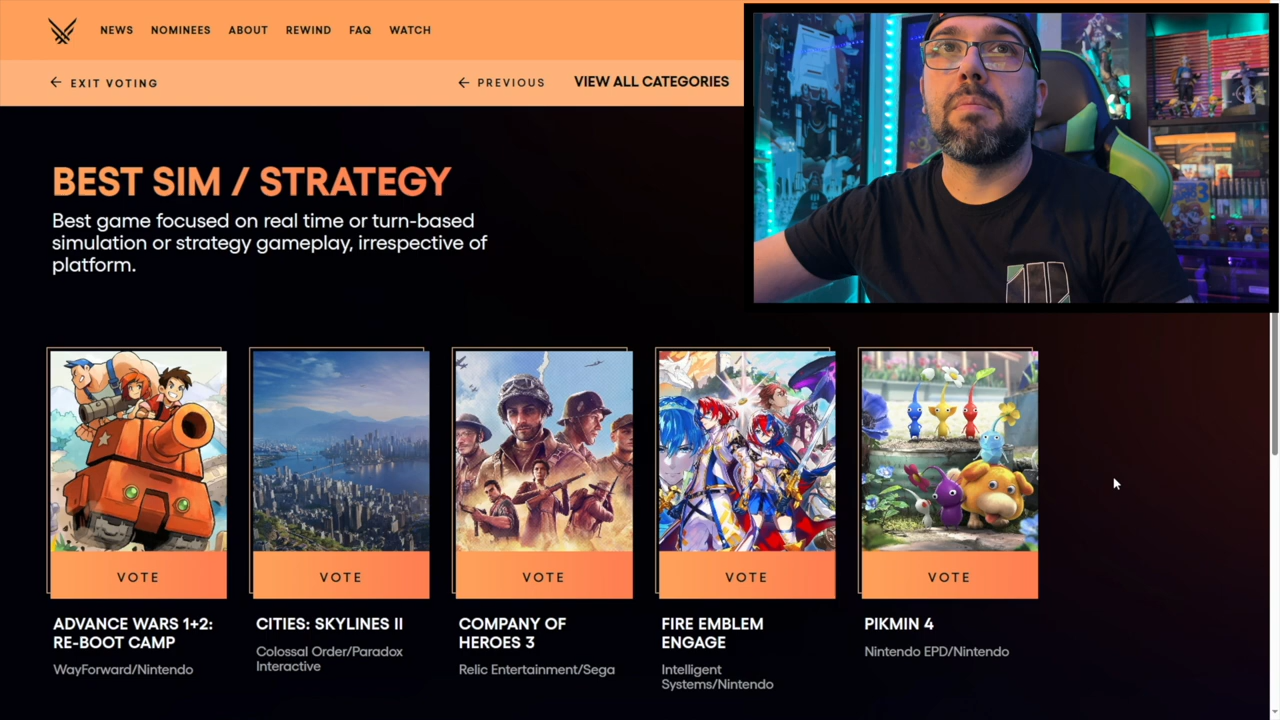 NEWS NOMINEES ABOUT REWIND FAQ WATCH
← EXIT VOTING
← PREVIOUS
VIEW ALL CATEGORIES
BEST SIM / STRATEGY
Best game focused on real time or turn-based
simulation or strategy gameplay, irrespective of
platform.
VOTE
ADVANCE WARS 1+2:
RE-BOOT CAMP
WayForward/Nintendo
VOTE
CITIES: SKYLINES II
Colossal Order/Paradox
Interactive
VOTE
COMPANY OF
HEROES 3
Relic Entertainment/Sega
VOTE
FIRE EMBLEM
ENGAGE
Intelligent
Systems/Nintendo
VOTE
PIKMIN 4
Nintendo EPD/Nintendo